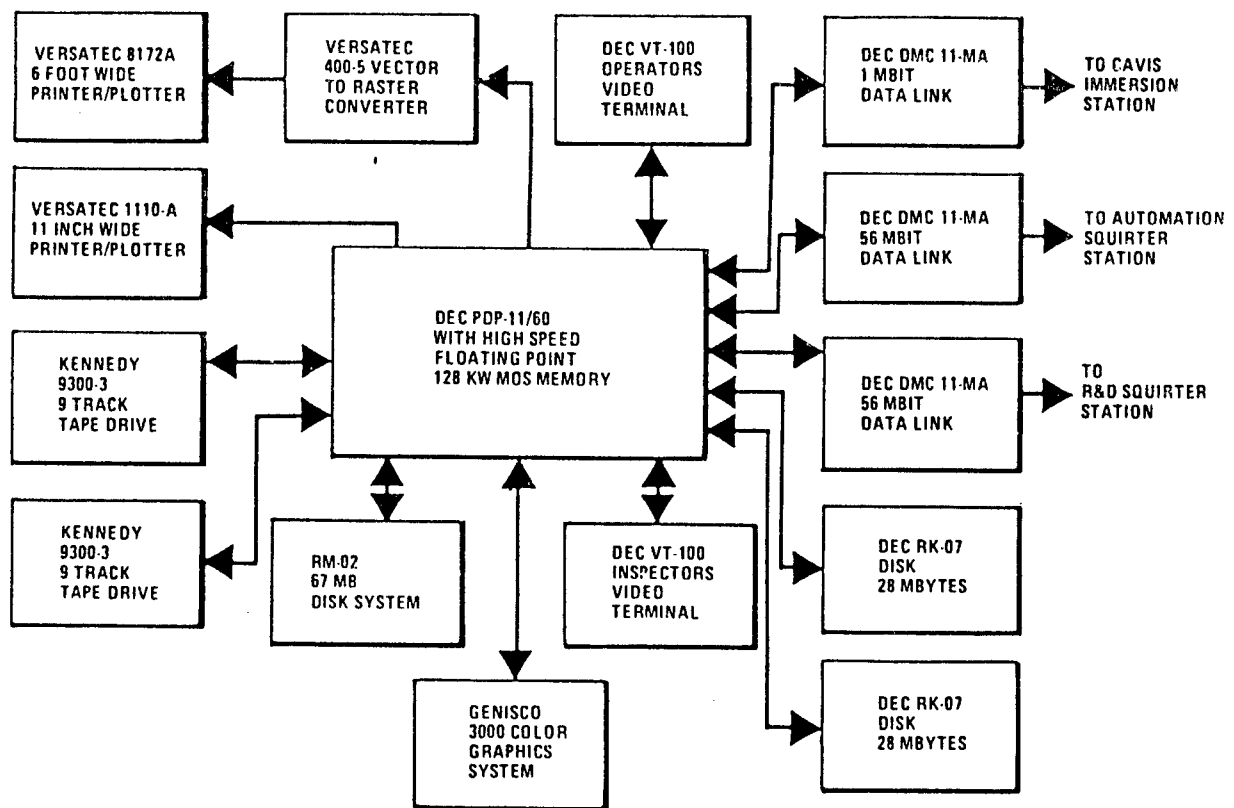 VERSATEC 8172A
6 FOOT WIDE
PRINTER/PLOTTER
VERSATEC
400-5 VECTOR
TO RASTER
CONVERTER
DEC VT-100
OPERATORS
VIDEO
TERMINAL
DEC DMC 11-MA
1 MBIT
DATA LINK
TO CAVIS
IMMERSION
STATION
VERSATEC 1110-A
11 INCH WIDE
PRINTER/PLOTTER
DEC DMC 11-MA
56 MBIT
DATA LINK
TO AUTOMATION
SQUIRTER
STATION
DEC PDP-11/60
WITH HIGH SPEED
FLOATING POINT
128 KW MOS MEMORY
KENNEDY
9300-3
9 TRACK
TAPE DRIVE
DEC DMC 11-MA
56 MBIT
DATA LINK
TO
R&D SQUIRTER
STATION
KENNEDY
9300-3
9 TRACK
TAPE DRIVE
RM-02
67 MB
DISK SYSTEM
DEC VT-100
INSPECTORS
VIDEO
TERMINAL
DEC RK-07
DISK
28 MBYTES
GENISCO
3000 COLOR
GRAPHICS
SYSTEM
DEC RK-07
DISK
28 MBYTES